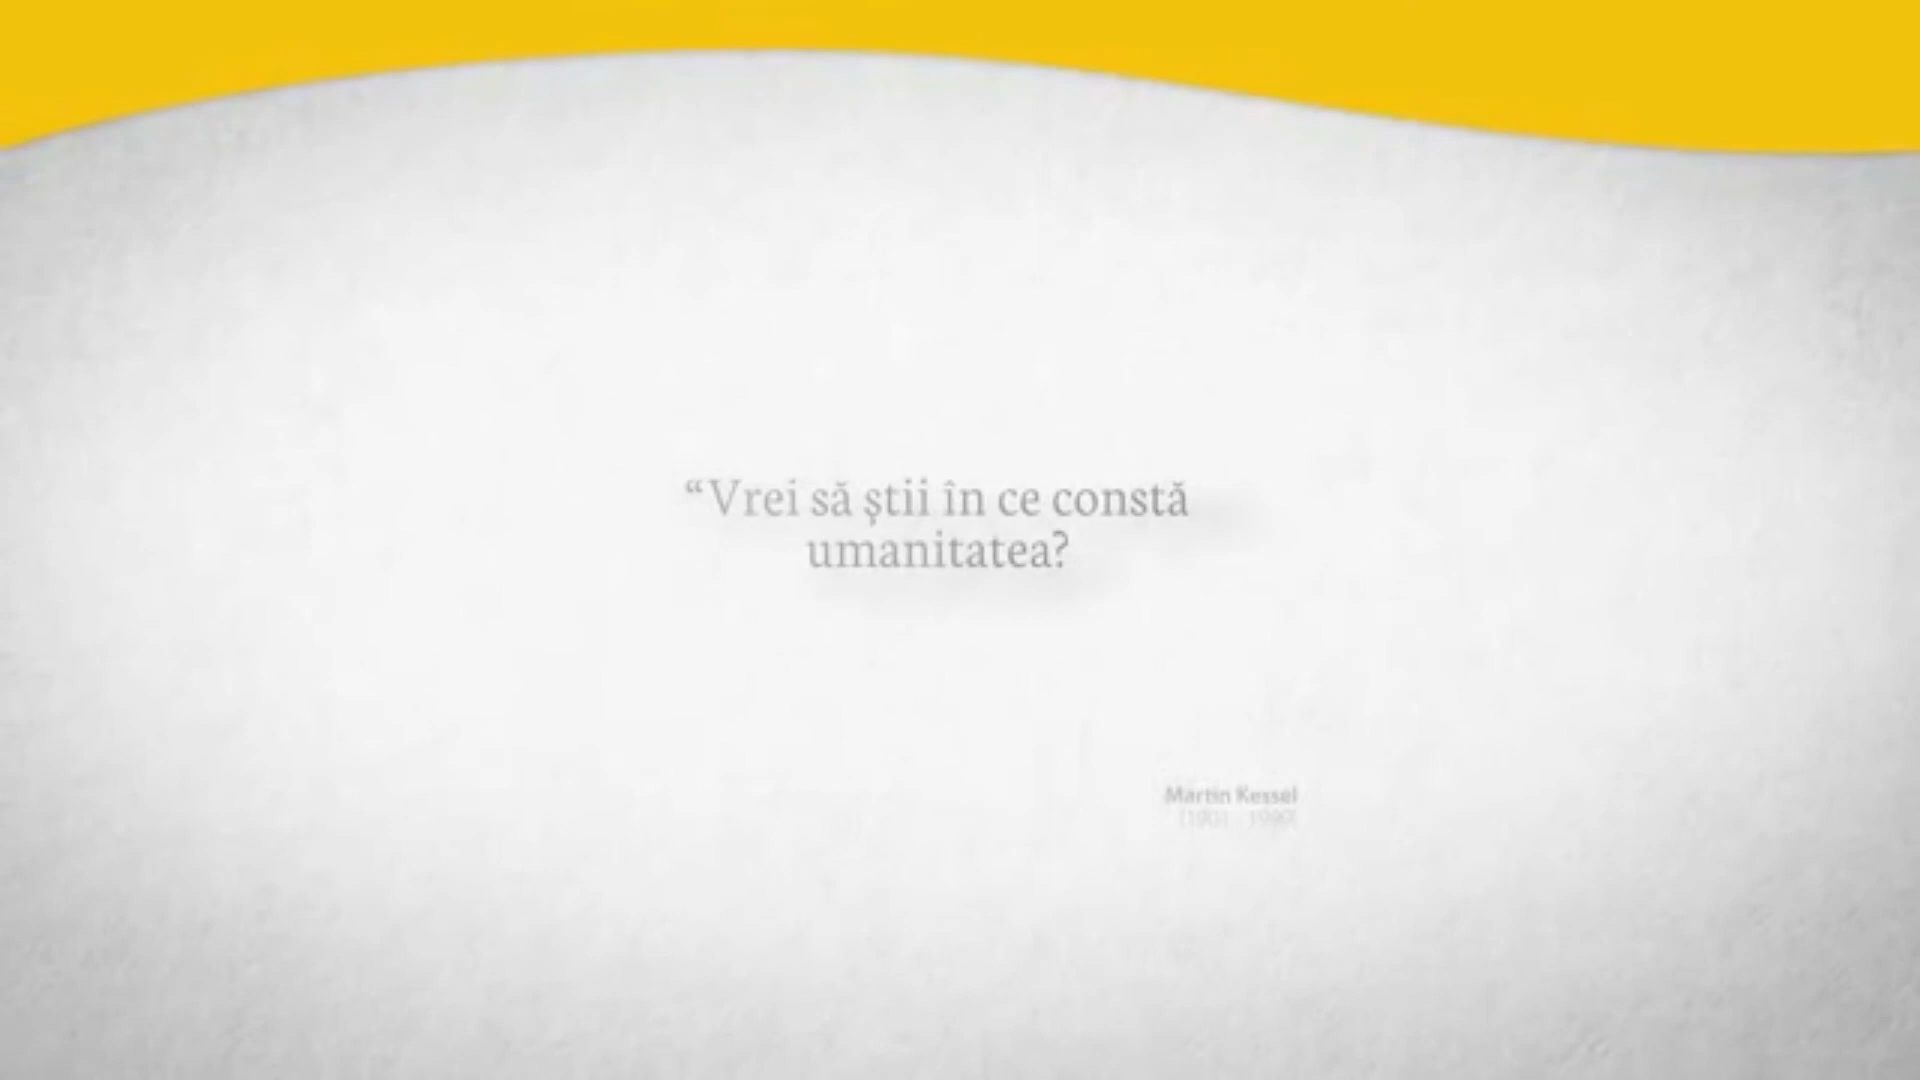 “Vrei să ştii în ce constă
umanitatea?
Martin Kessel